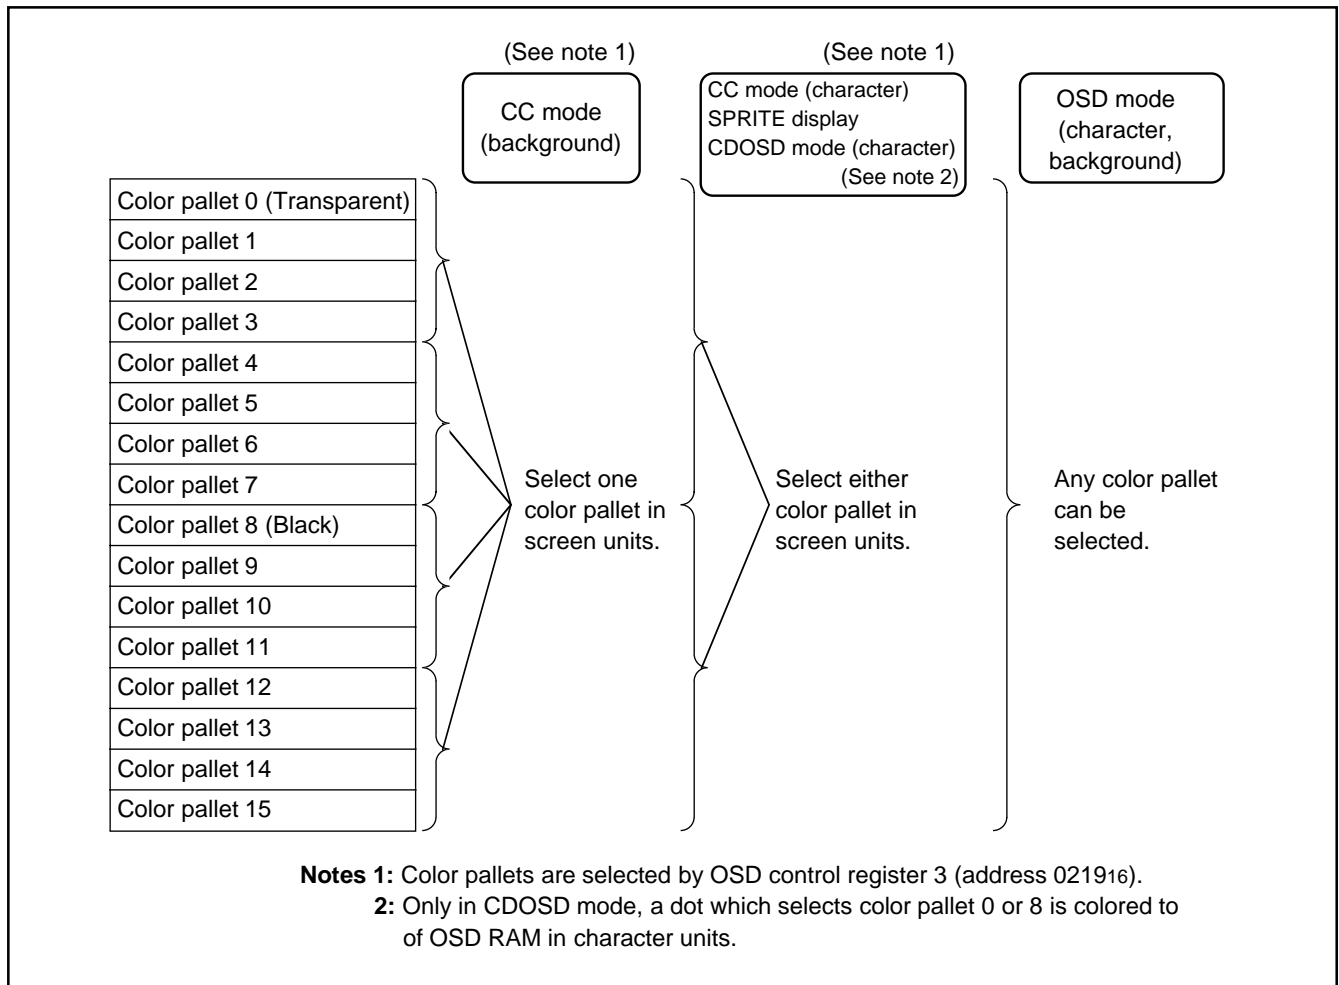 (See note 1)
CC mode
(background)
(See note 1)
CC mode (character)
SPRITE display
CDOSD mode (character)
(See note 2)
OSD mode
(character,
background)
Color pallet 0 (Transparent)
Color pallet 1
Color pallet 2
Color pallet 3
Color pallet 4
Color pallet 5
Color pallet 6
Color pallet 7
Color pallet 8 (Black)
Color pallet 9
Color pallet 10
Color pallet 11
Color pallet 12
Color pallet 13
Color pallet 14
Color pallet 15
Select one
color pallet in
screen units.
Select either
color pallet in
screen units.
Any color pallet
can be
selected.
Notes 1: Color pallets are selected by OSD control register 3 (address 021916).
2: Only in CDOSD mode, a dot which selects color pallet 0 or 8 is colored to
of OSD RAM in character units.